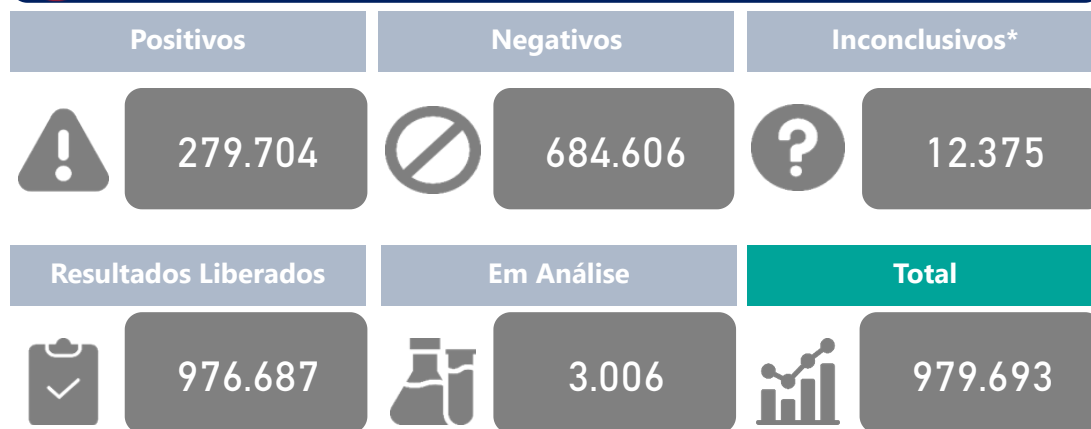 Positivos Negativos Inconclusivos*
279.704 684.606 12.375
Resultados Liberados Em Análise Total
976.687 3.006 979.693